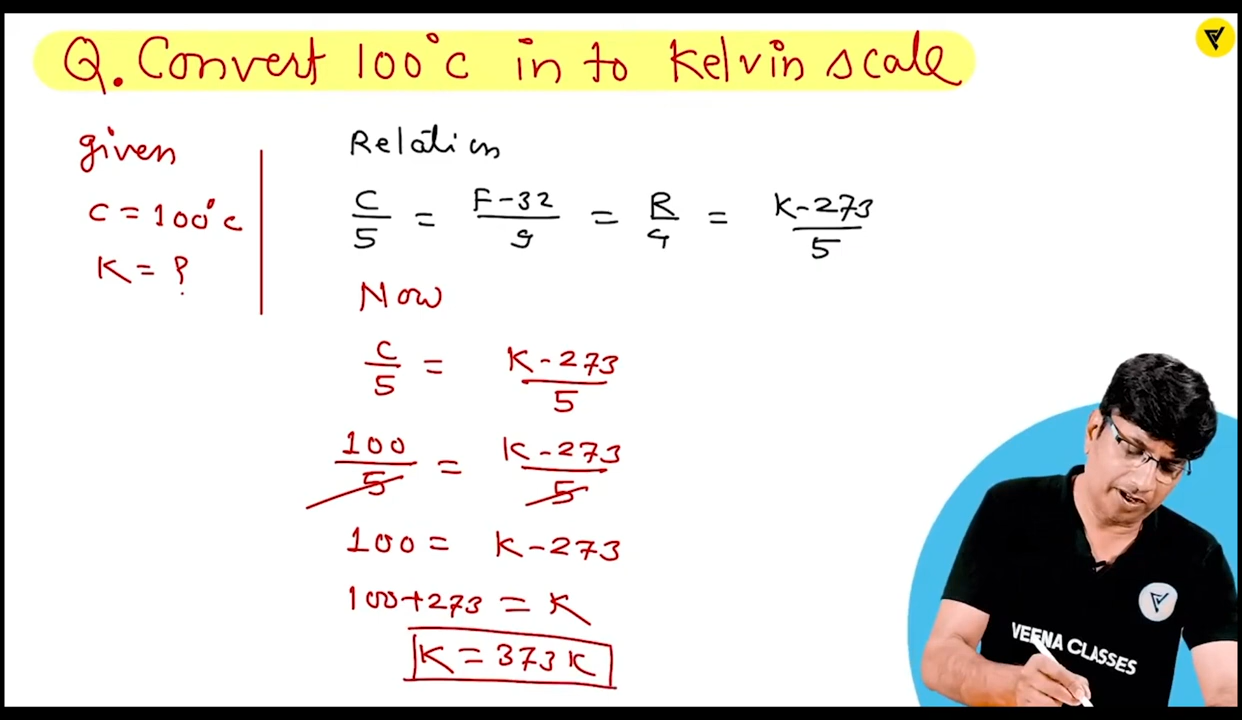 Q. Convert 100°c in to Kelvin scale
given
c = 100°c
K = ?
Relation
C/5 = F-32/9 = R/4 = K-273/5
Now
C/5 = K-273/5
100/5 = K-273/5
100 = K-273
100+273 = K
K = 373 K
VEENA CLASSES